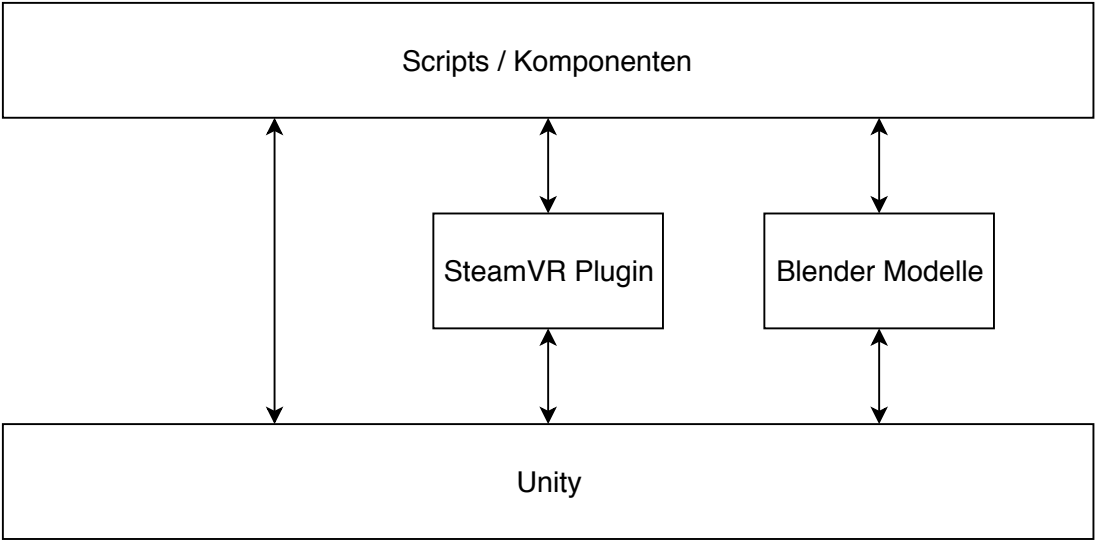 Scripts / Komponenten
SteamVR Plugin
Blender Modelle
Unity